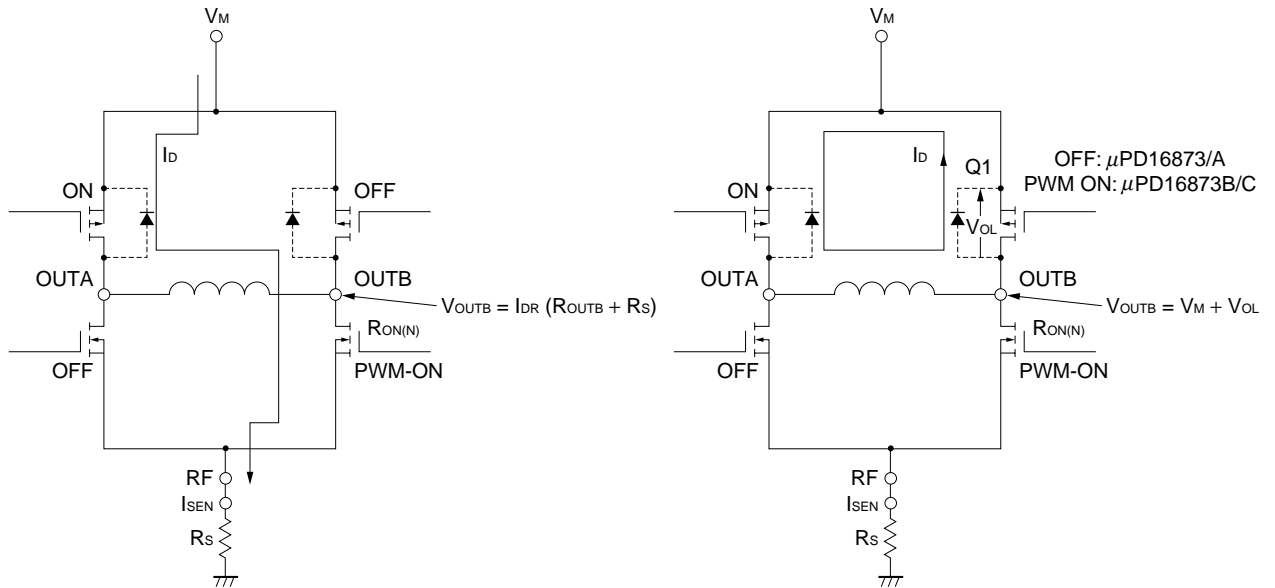 VM
ID
ON
OFF
OUTA
OUTB
VOUTB = IDR (ROUTB + RS)
RON(N)
OFF
PWM-ON
RF
ISEN
RS
VM
ID
Q1
OFF: μPD16873/A
PWM ON: μPD16873B/C
ON
VOL
OUTA
OUTB
VOUTB = VM + VOL
RON(N)
OFF
PWM-ON
RF
ISEN
RS